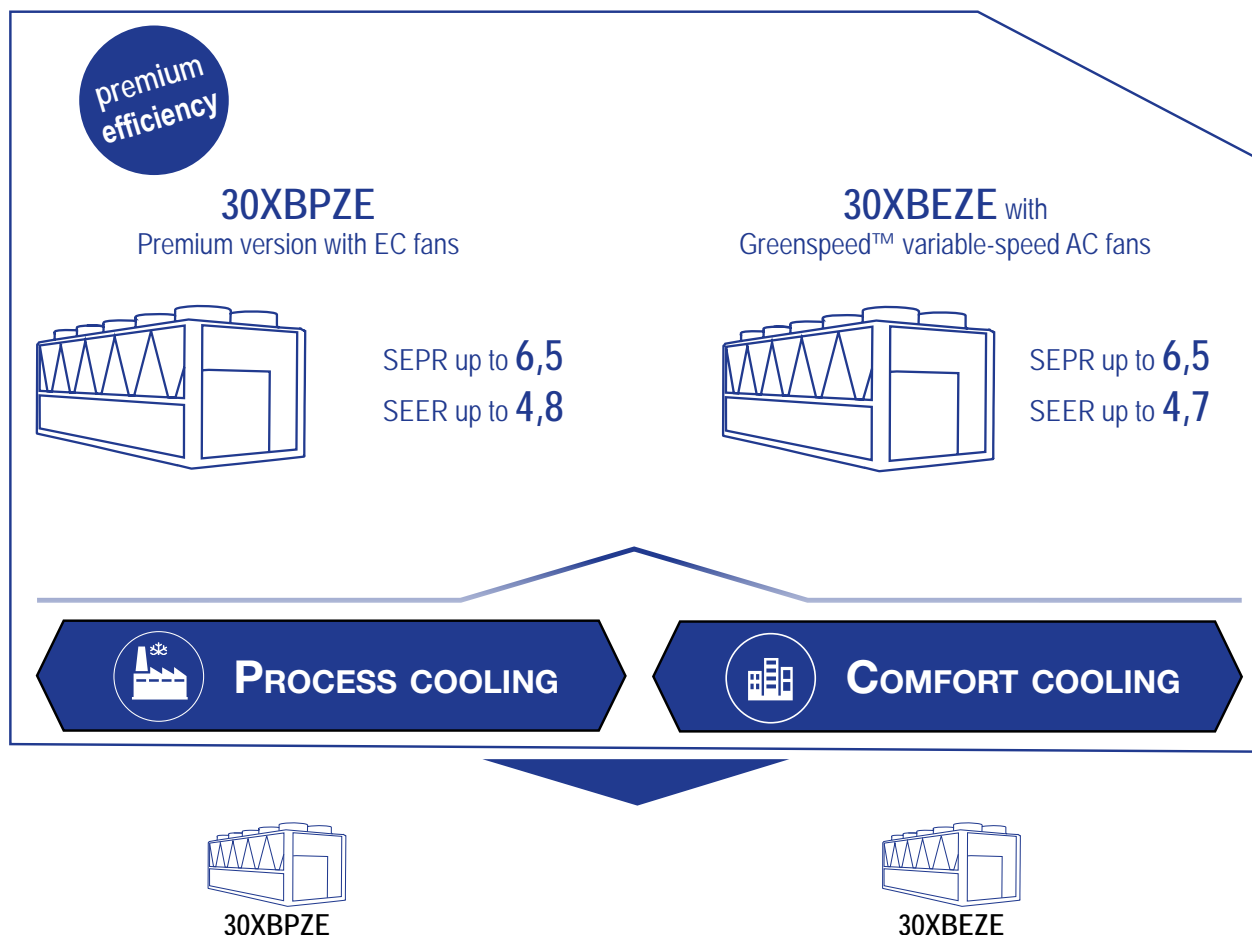 premium
efficiency
30XBPZE
Premium version with EC fans
SEPR up to 6,5
SEER up to 4,8
30XBEZE with
Greenspeed™ variable-speed AC fans
SEPR up to 6,5
SEER up to 4,7
PROCESS COOLING
COMFORT COOLING
30XBPZE
30XBEZE